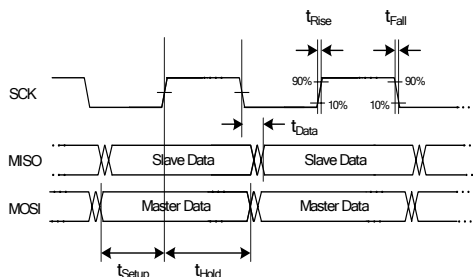 tRise tFall
90% 90%
SCK
10% 10%
tData
MISO Slave Data Slave Data
MOSI Master Data Master Data
tSetup tHold